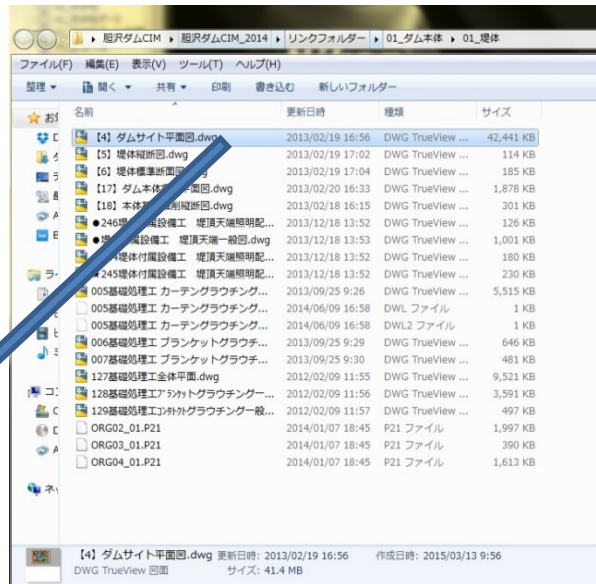 胆沢ダムCIM ▸ 胆沢ダムCIM_2014 ▸ リンクフォルダー ▸ 01_ダム本体 ▸ 01_堤体
ファイル(F) 編集(E) 表示(V) ツール(T) ヘルプ(H)
整理 開く 共有 印刷 書き込む 新しいフォルダー
名前 更新日時 種類 サイズ
【4】ダムサイト平面図.dwg 2013/02/19 16:56 DWG TrueView ... 42,441 KB
【5】堤体縦断図.dwg 2013/02/19 17:02 DWG TrueView ... 114 KB
【6】堤体標準断面 2013/02/19 17:04 DWG TrueView ... 185 KB
【17】ダム本体 平面図.dwg 2013/02/20 16:33 DWG TrueView ... 1,878 KB
【18】本体 削縦断図.dwg 2013/02/18 16:15 DWG TrueView ... 301 KB
●246堤 属設備工 堤頂天端照明配... 2013/12/18 13:52 DWG TrueView ... 126 KB
● 属設備工 堤頂天端一般図.dwg 2013/12/18 13:53 DWG TrueView ... 1,001 KB
堤体付属設備工 堤頂天端照明配... 2013/12/18 13:52 DWG TrueView ... 180 KB
245堤体付属設備工 堤頂天端照明配... 2013/12/18 13:52 DWG TrueView ... 230 KB
005基礎処理工 カーテングラウチング... 2013/09/25 9:26 DWG TrueView ... 5,515 KB
005基礎処理工 カーテングラウチング... 2014/06/09 16:58 DWL ファイル 1 KB
005基礎処理工 カーテングラウチング... 2014/06/09 16:58 DWL2 ファイル 1 KB
006基礎処理工 ブランケットグラウチ... 2013/09/25 9:29 DWG TrueView ... 646 KB
007基礎処理工 ブランケットグラウチ... 2013/09/25 9:30 DWG TrueView ... 481 KB
127基礎処理工全体平面.dwg 2012/02/09 11:55 DWG TrueView ... 9,521 KB
128基礎処理工ﾌﾞﾗﾝｹｯﾄグラウチングー... 2012/02/09 11:56 DWG TrueView ... 3,591 KB
129基礎処理工ｺﾝﾀｸﾄグラウチング一般... 2012/02/09 11:57 DWG TrueView ... 497 KB
ORG02_01.P21 2014/01/07 18:45 P21 ファイル 1,997 KB
ORG03_01.P21 2014/01/07 18:45 P21 ファイル 390 KB
ORG04_01.P21 2014/01/07 18:45 P21 ファイル 1,613 KB
【4】ダムサイト平面図.dwg 更新日時: 2013/02/19 16:56 作成日時: 2015/03/13 9:56
DWG TrueView 図面 サイズ: 41.4 MB